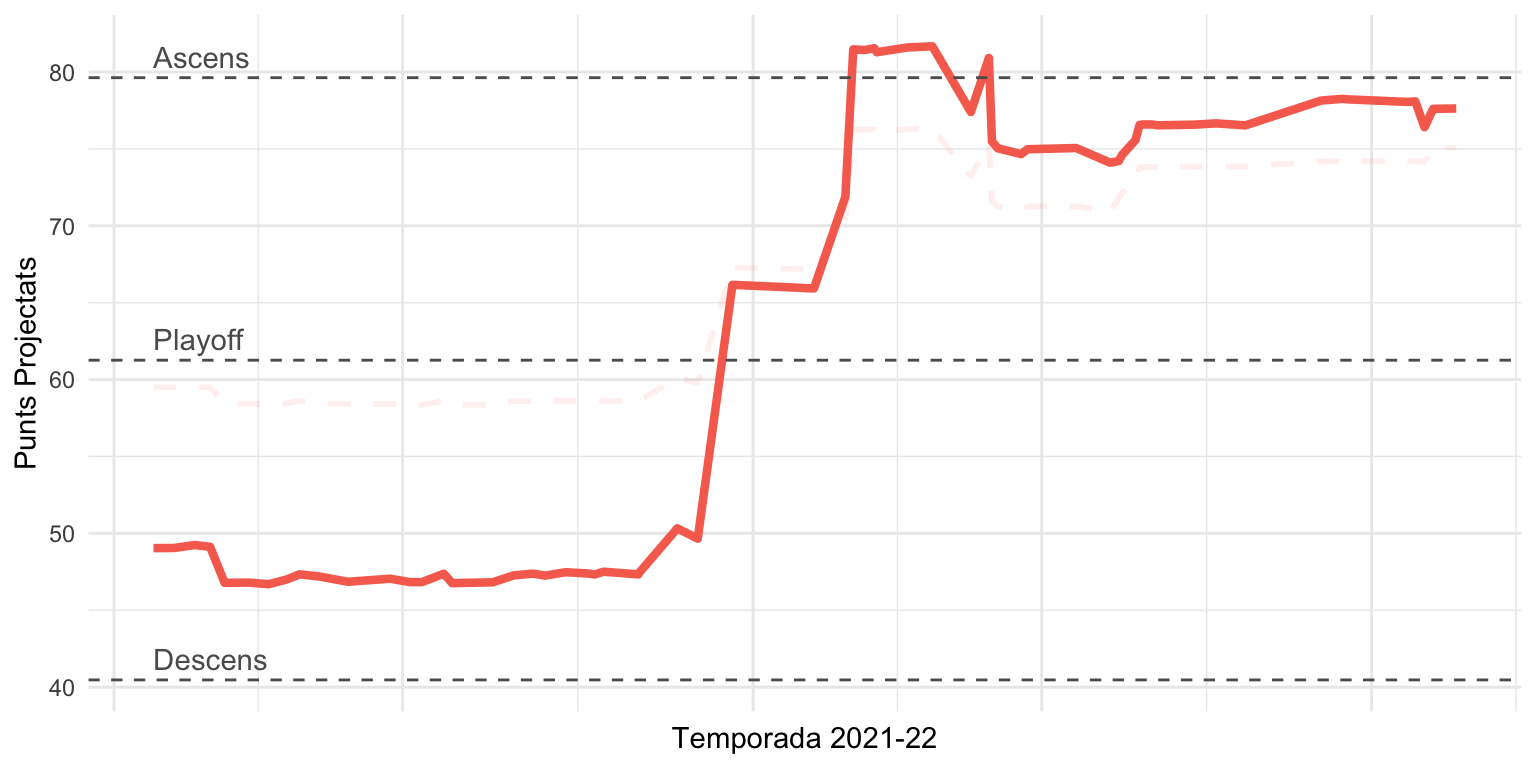 Ascens
80
70
Playoff
60
50
Descens
40
Punts Projectats
Temporada 2021-22